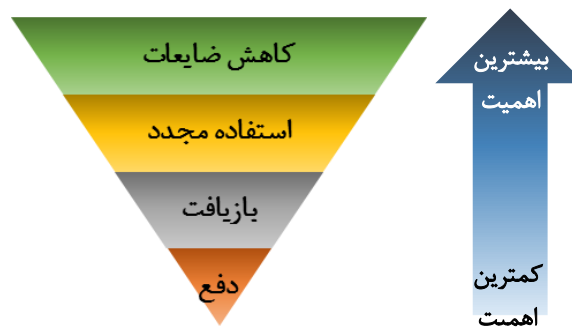 کاهش ضایعات
استفاده مجدد
بازیافت
دفع
بیشترین
اهمیت
کمترین
اهمیت